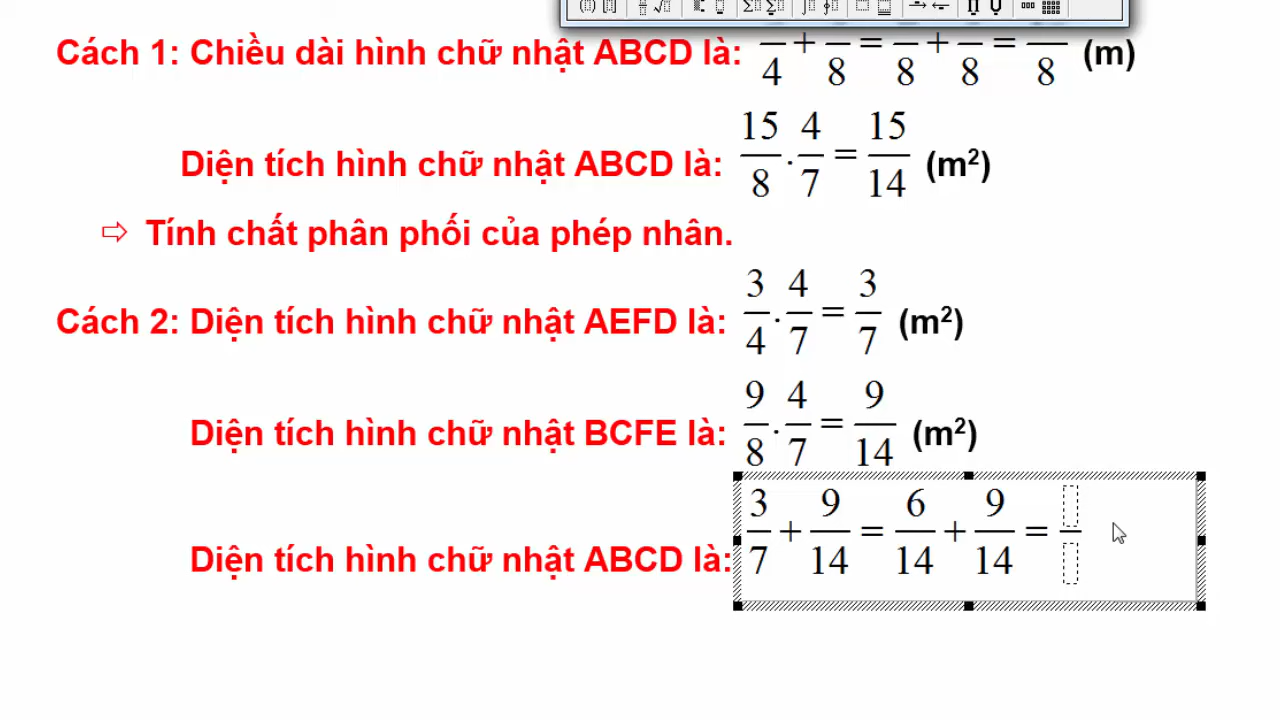 Cách 1: Chiều dài hình chữ nhật ABCD là: /4 + /8 = /8 + /8 = /8 (m)
Diện tích hình chữ nhật ABCD là: 15/8 . 4/7 = 15/14 (m²)
⇨ Tính chất phân phối của phép nhân.
Cách 2: Diện tích hình chữ nhật AEFD là: 3/4 . 4/7 = 3/7 (m²)
Diện tích hình chữ nhật BCFE là: 9/8 . 4/7 = 9/14 (m²)
Diện tích hình chữ nhật ABCD là: 3/7 + 9/14 = 6/14 + 9/14 =